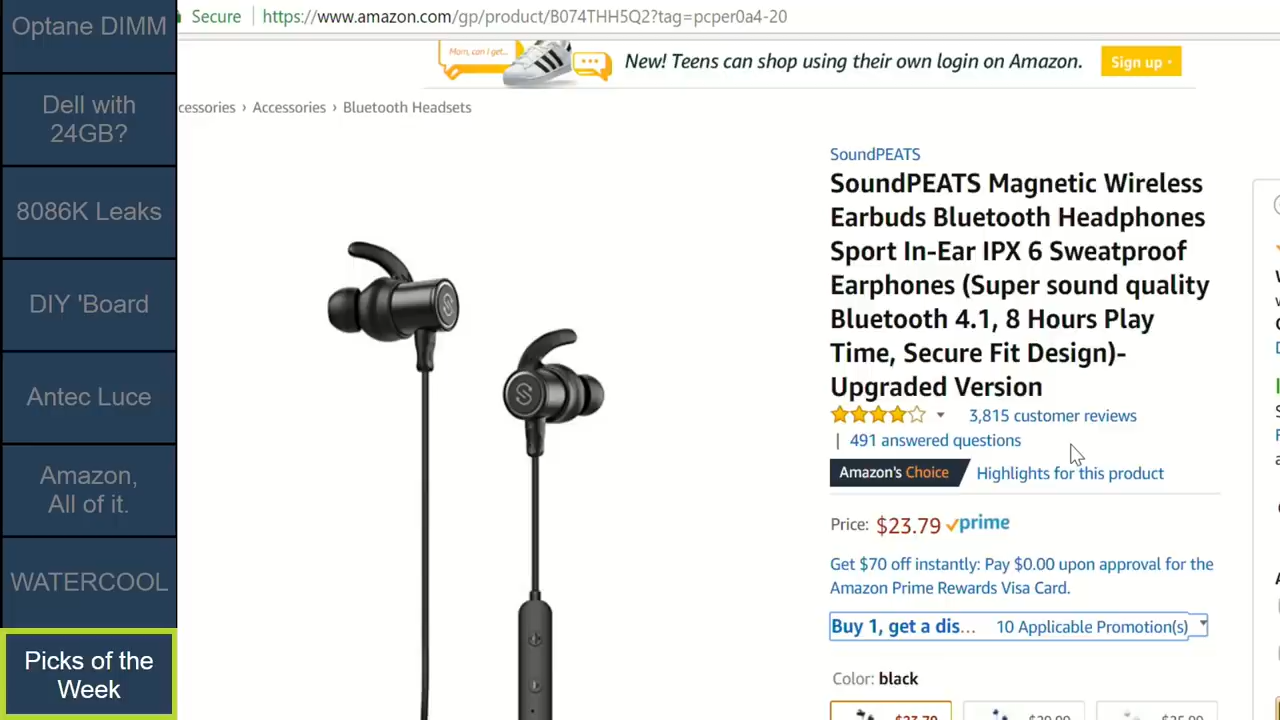 Optane DIMM
Dell with
24GB?
8086K Leaks
DIY 'Board
Antec Luce
Amazon,
All of it.
WATERCOOL
Picks of the
Week
Secure
https://www.amazon.com/gp/product/B074THH5Q2?tag=pcper0a4-20
Mom, can I get...
New! Teens can shop using their own login on Amazon.
Sign up
cessories › Accessories › Bluetooth Headsets
SoundPEATS
SoundPEATS Magnetic Wireless
Earbuds Bluetooth Headphones
Sport In-Ear IPX 6 Sweatproof
Earphones (Super sound quality
Bluetooth 4.1, 8 Hours Play
Time, Secure Fit Design)-
Upgraded Version
3,815 customer reviews
| 491 answered questions
Amazon's Choice
Highlights for this product
Price: $23.79 prime
Get $70 off instantly: Pay $0.00 upon approval for the
Amazon Prime Rewards Visa Card.
Buy 1, get a dis... 10 Applicable Promotion(s)
Color: black